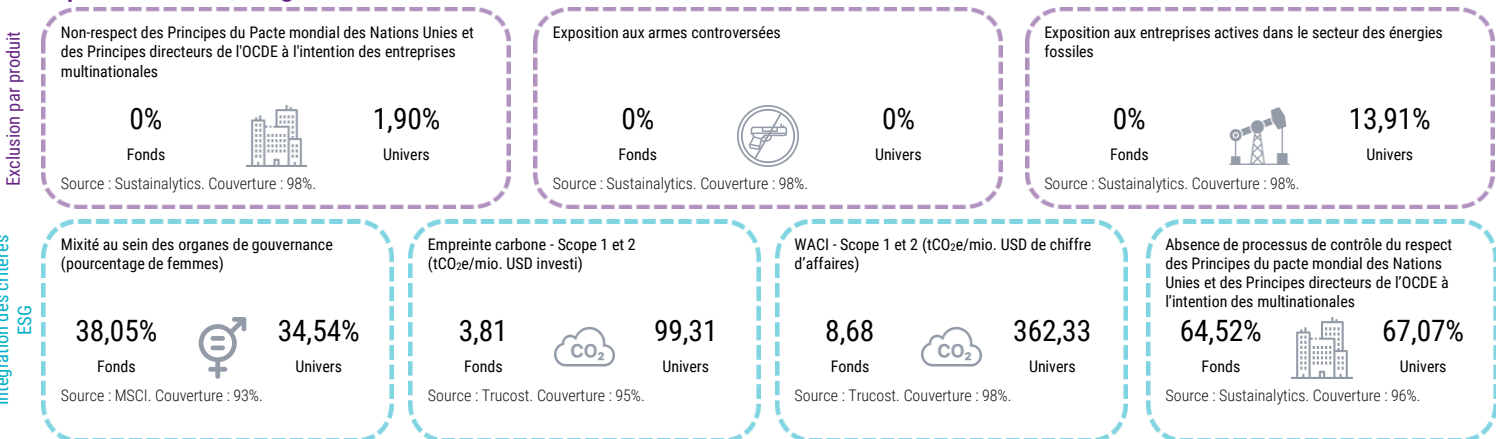 Exclusion par produit
Non-respect des Principes du Pacte mondial des Nations Unies et
des Principes directeurs de l'OCDE à l'intention des entreprises
multinationales
0%
Fonds
1,90%
Univers
Source : Sustainalytics. Couverture : 98%.
Exposition aux armes controversées
0%
Fonds
0%
Univers
Source : Sustainalytics. Couverture : 98%.
Exposition aux entreprises actives dans le secteur des énergies
fossiles
0%
Fonds
13,91%
Univers
Source : Sustainalytics. Couverture : 98%.
Intégration des critères
ESG
Mixité au sein des organes de gouvernance
(pourcentage de femmes)
38,05%
Fonds
34,54%
Univers
Source : MSCI. Couverture : 93%.
Empreinte carbone - Scope 1 et 2
(tCO₂e/mio. USD investi)
3,81
Fonds
CO₂
99,31
Univers
Source : Trucost. Couverture : 95%.
WACI - Scope 1 et 2 (tCO₂e/mio. USD de chiffre
d’affaires)
8,68
Fonds
CO₂
362,33
Univers
Source : Trucost. Couverture : 98%.
Absence de processus de contrôle du respect
des Principes du pacte mondial des Nations
Unies et des Principes directeurs de l’OCDE à
l’intention des multinationales
64,52%
Fonds
67,07%
Univers
Source : Sustainalytics. Couverture : 96%.